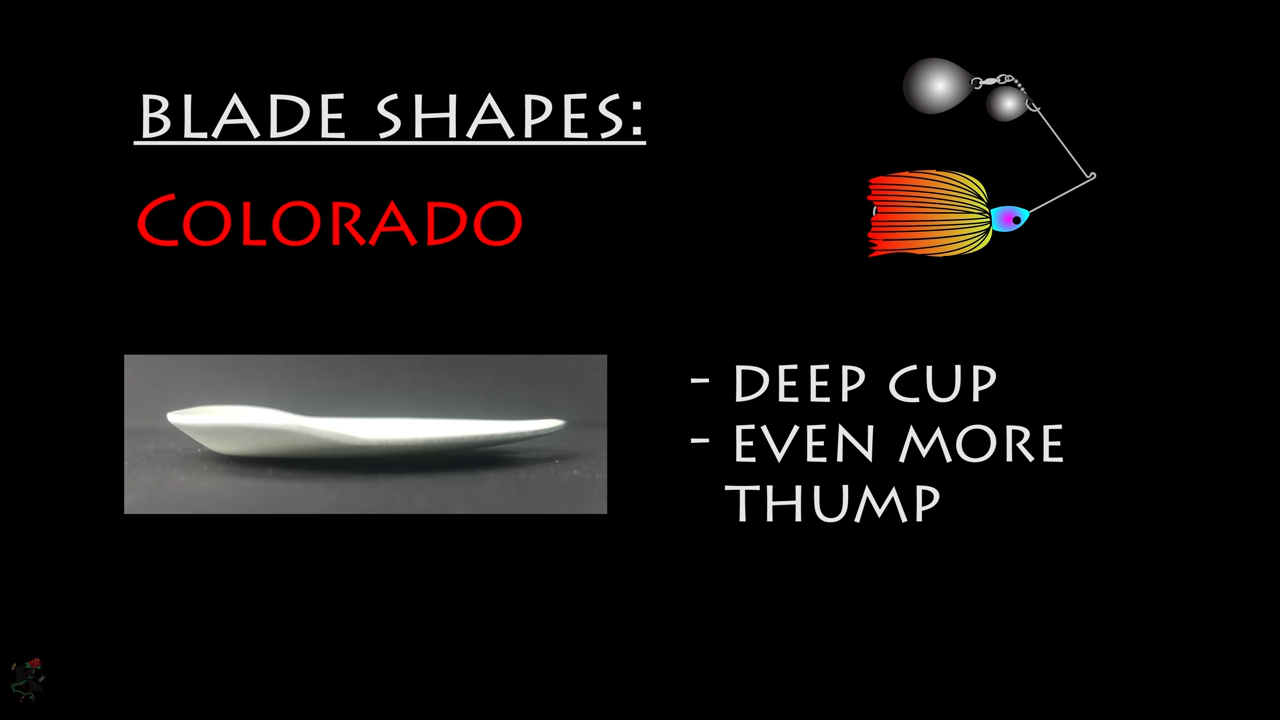 BLADE SHAPES:
COLORADO
- DEEP CUP
- EVEN MORE
THUMP